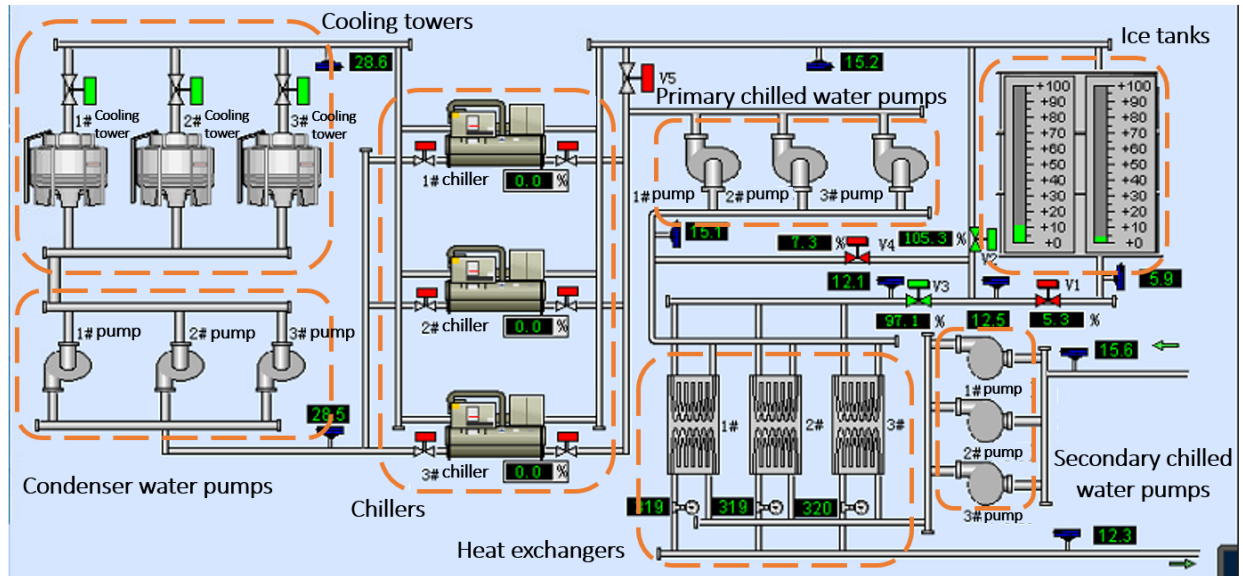 Cooling towers
28.6
1# Cooling tower
2# Cooling tower
3# Cooling tower
1# pump
2# pump
3# pump
28.5
Condenser water pumps
1# chiller
0.0 %
2# chiller
0.0 %
3# chiller
0.0 %
Chillers
V5
15.2
Ice tanks
Primary chilled water pumps
1# pump
2# pump
3# pump
15.1
7.3 %
V4
105.3 %
V2
+100
+90
+80
+70
+60
+50
+40
+30
+20
+10
+0
+100
+90
+80
+70
+60
+50
+40
+30
+20
+10
+0
5.9
12.1
V3
97.1 %
12.5
V1
5.3 %
15.6
1# pump
2# pump
3# pump
Secondary chilled
water pumps
1#
2#
3#
319
319
320
Heat exchangers
12.3